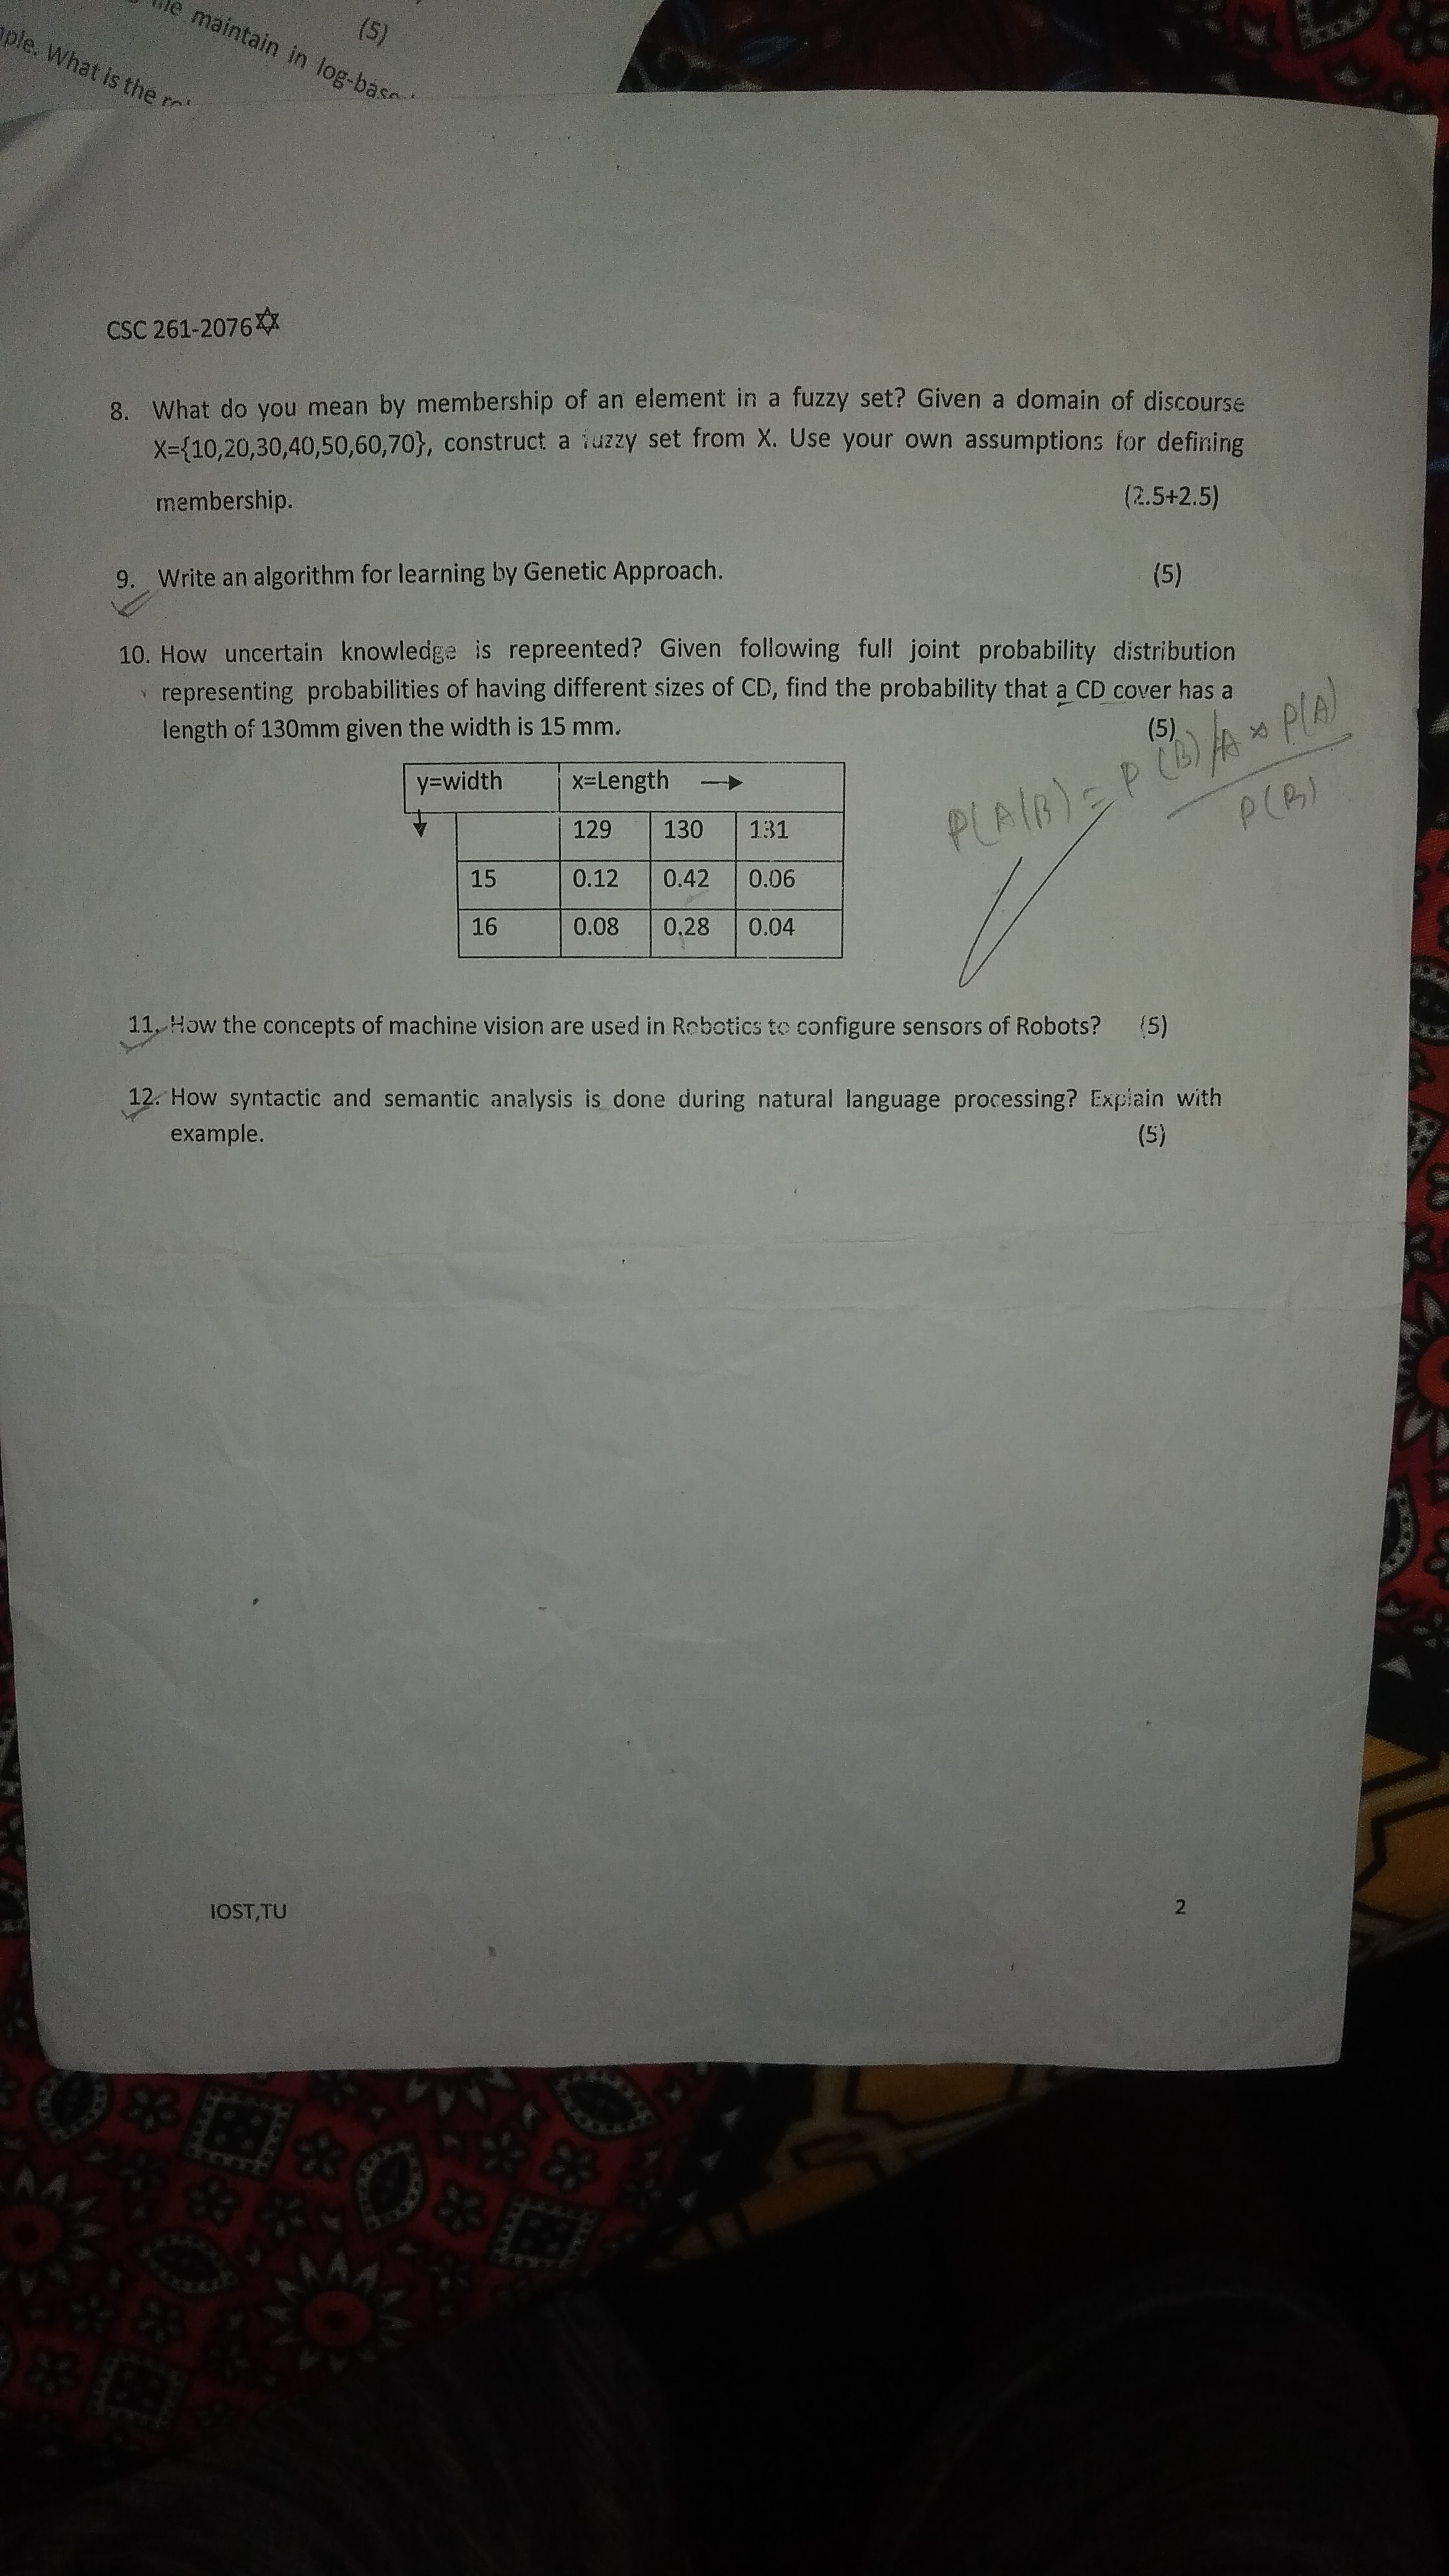 (5)
maintain in log-base
ple. What is the
CSC 261-2076
8. What do you mean by membership of an element in a fuzzy set? Given a domain of discourse
X={10,20,30,40,50,60,70}, construct a fuzzy set from X. Use your own assumptions for defining
membership. (2.5+2.5)
9. Write an algorithm for learning by Genetic Approach. (5)
10. How uncertain knowledge is repreented? Given following full joint probability distribution
representing probabilities of having different sizes of CD, find the probability that a CD cover has a
length of 130mm given the width is 15 mm. (5)
P(A/B) = P(B)/A × P(A)
P(B)
y=width x=Length →
129 130 131
15 0.12 0.42 0.06
16 0.08 0.28 0.04
11. How the concepts of machine vision are used in Robotics to configure sensors of Robots? (5)
12. How syntactic and semantic analysis is done during natural language processing? Explain with
example. (5)
IOST,TU 2